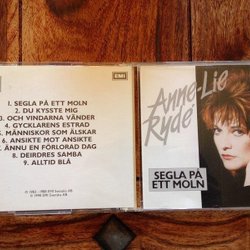 EMI
1. SEGLA PÅ ETT MOLN
2. DU KYSSTE MIG
3. OCH VINDARNA VÄNDER
4. GYCKLARENS ESTRAD
5. MÄNNISKOR SOM ÄLSKAR
6. ANSIKTE MOT ANSIKTE
7. ÄNNU EN FÖRLORAD DAG
8. DEIRDRES SAMBA
9. ALLTID BLÅ
Anne-Lie
Rydé
SEGLA PÅ
ETT MOLN